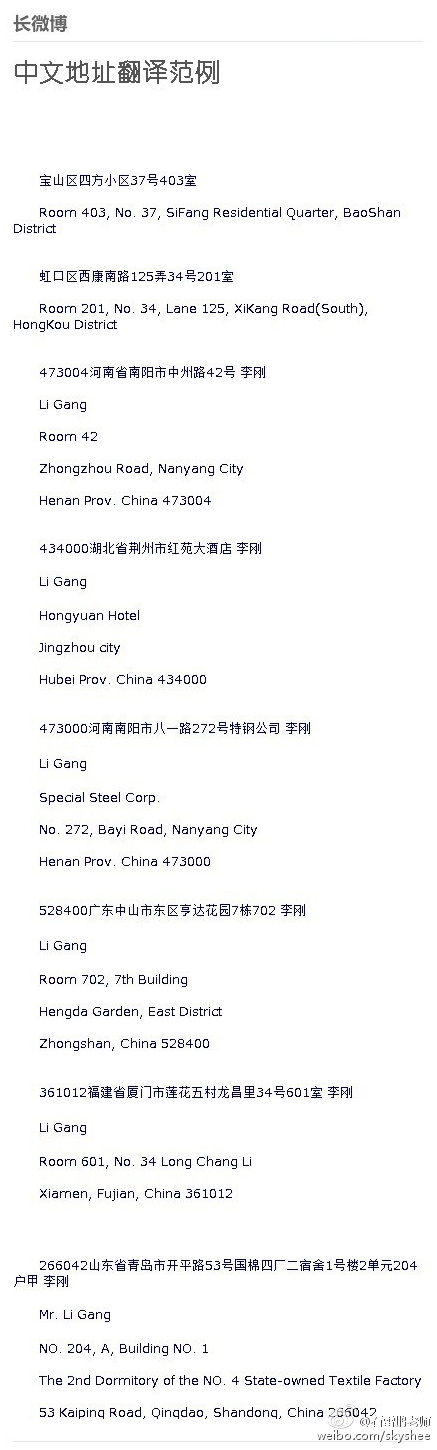 长微博
中文地址翻译范例
宝山区四方小区37号403室
Room 403, No. 37, SiFang Residential Quarter, BaoShan
District
虹口区西康南路125弄34号201室
Room 201, No. 34, Lane 125, XiKang Road(South),
HongKou District
473004河南省南阳市中州路42号 李刚
Li Gang
Room 42
Zhongzhou Road, Nanyang City
Henan Prov. China 473004
434000湖北省荆州市红苑大酒店 李刚
Li Gang
Hongyuan Hotel
Jingzhou city
Hubei Prov. China 434000
473000河南南阳市八一路272号特钢公司 李刚
Li Gang
Special Steel Corp.
No. 272, Bayi Road, Nanyang City
Henan Prov. China 473000
528400广东中山市东区亨达花园7栋702 李刚
Li Gang
Room 702, 7th Building
Hengda Garden, East District
Zhongshan, China 528400
361012福建省厦门市莲花五村龙昌里34号601室 李刚
Li Gang
Room 601, No. 34 Long Chang Li
Xiamen, Fujian, China 361012
266042山东省青岛市开平路53号国棉四厂二宿舍1号楼2单元204
户甲 李刚
Mr. Li Gang
NO. 204, A, Building NO. 1
The 2nd Dormitory of the NO. 4 State-owned Textile Factory
53 Kaiping Road, Qingdao, Shandong, China 266042
老师
weibo.com/skyshee